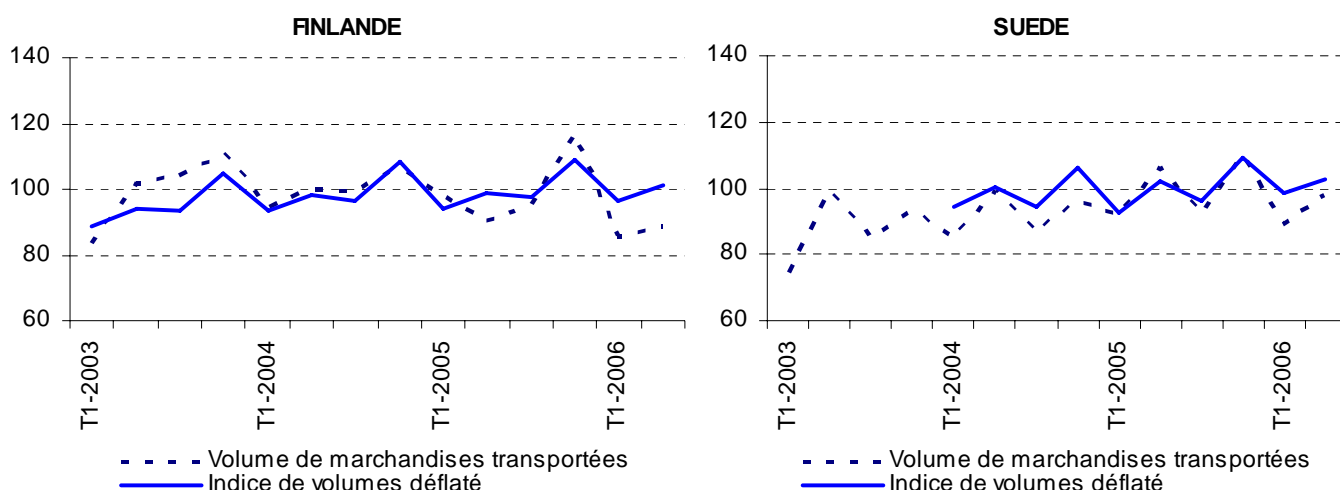 FINLANDE
140
120
100
80
60
T1-2003
T1-2004
T1-2005
T1-2006
Volume de marchandises transportées
Indice de volumes déflaté
SUEDE
140
120
100
80
60
T1-2003
T1-2004
T1-2005
T1-2006
Volume de marchandises transportées
Indice de volumes déflaté